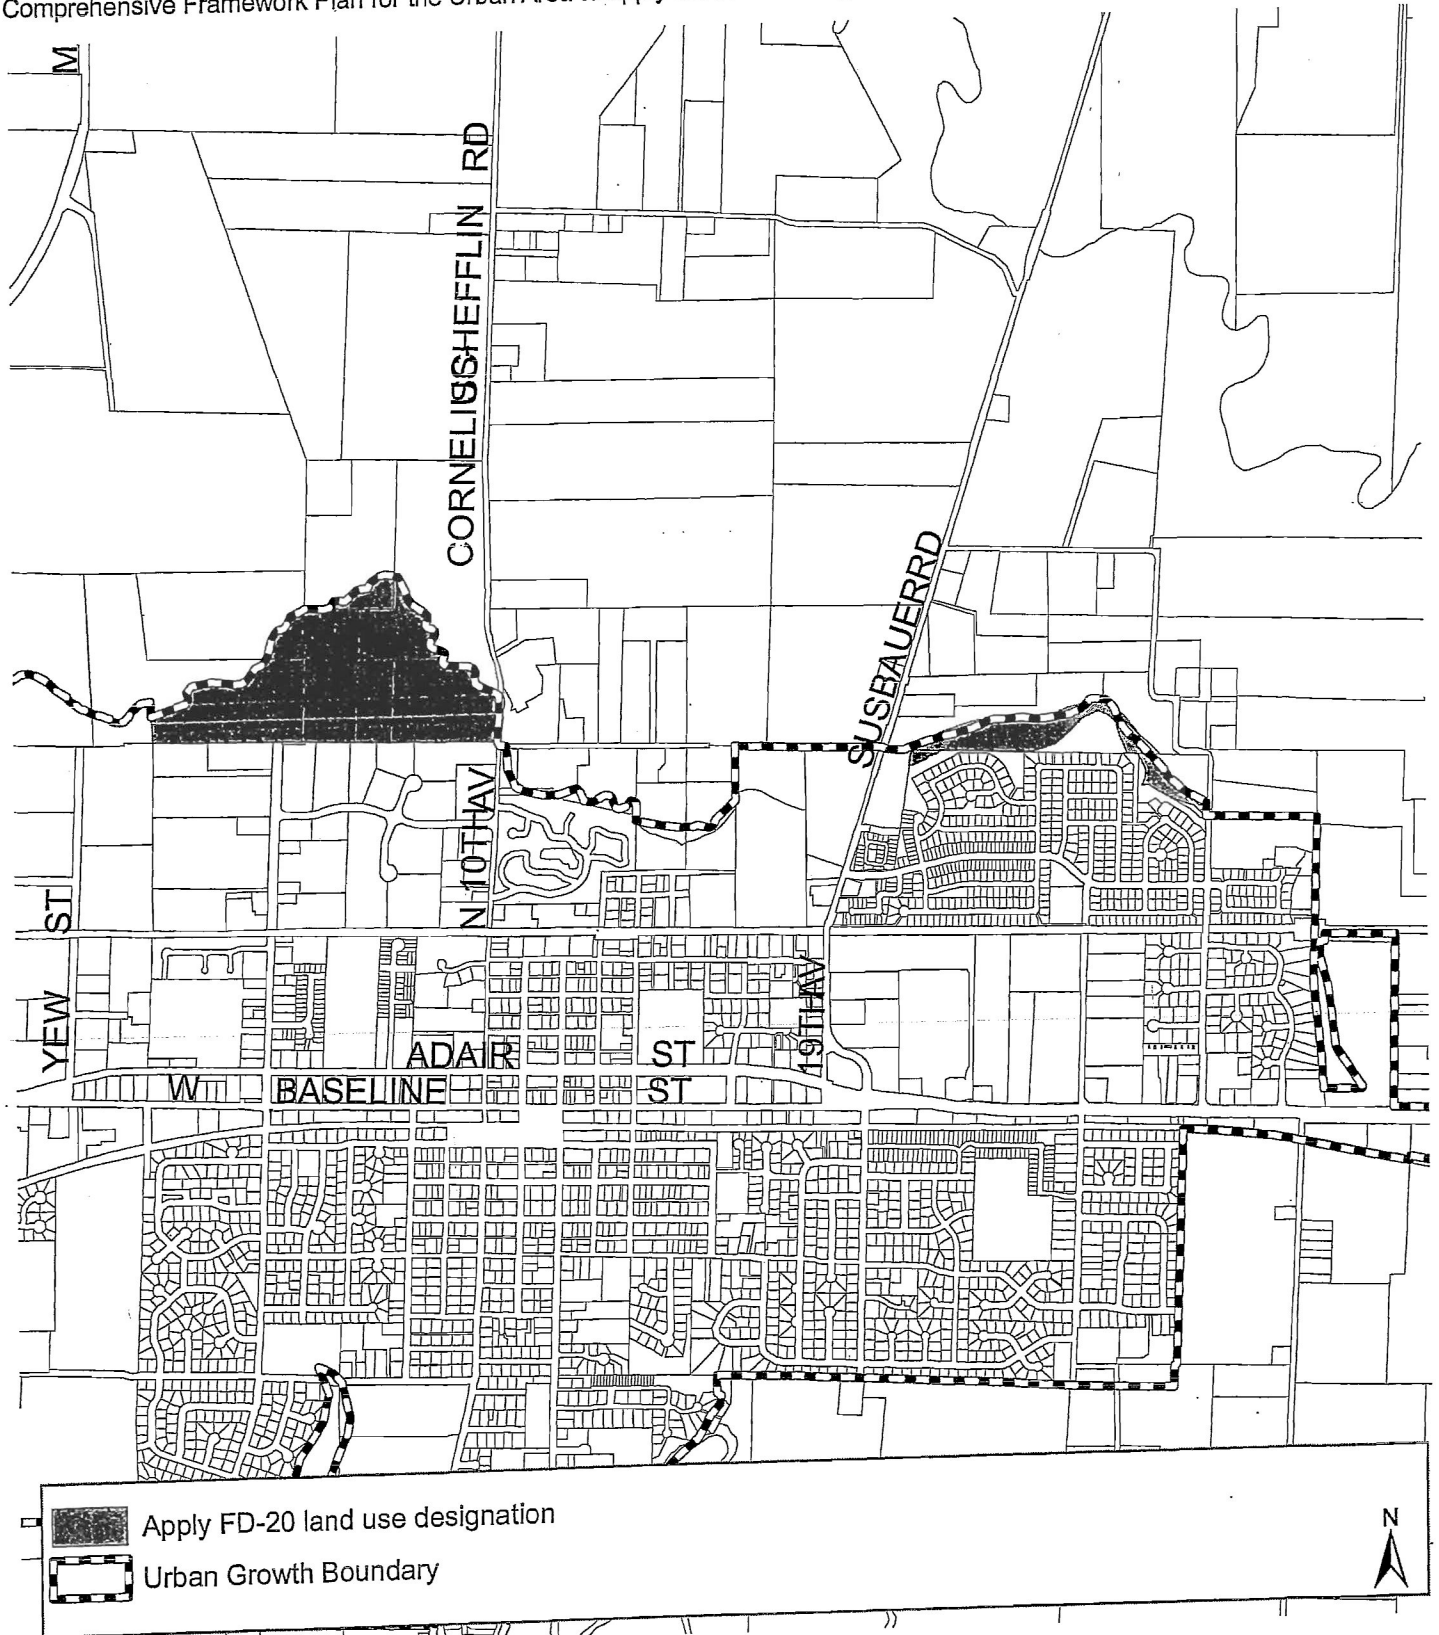 Comprehensive Framework Plan for the Urban Area
M
CORNELIUS SHEFFLIN RD
SUSBAUER RD
N 10TH AV
YEW ST
19TH AV
ADAIR ST
W BASELINE ST
Apply FD-20 land use designation
Urban Growth Boundary
N